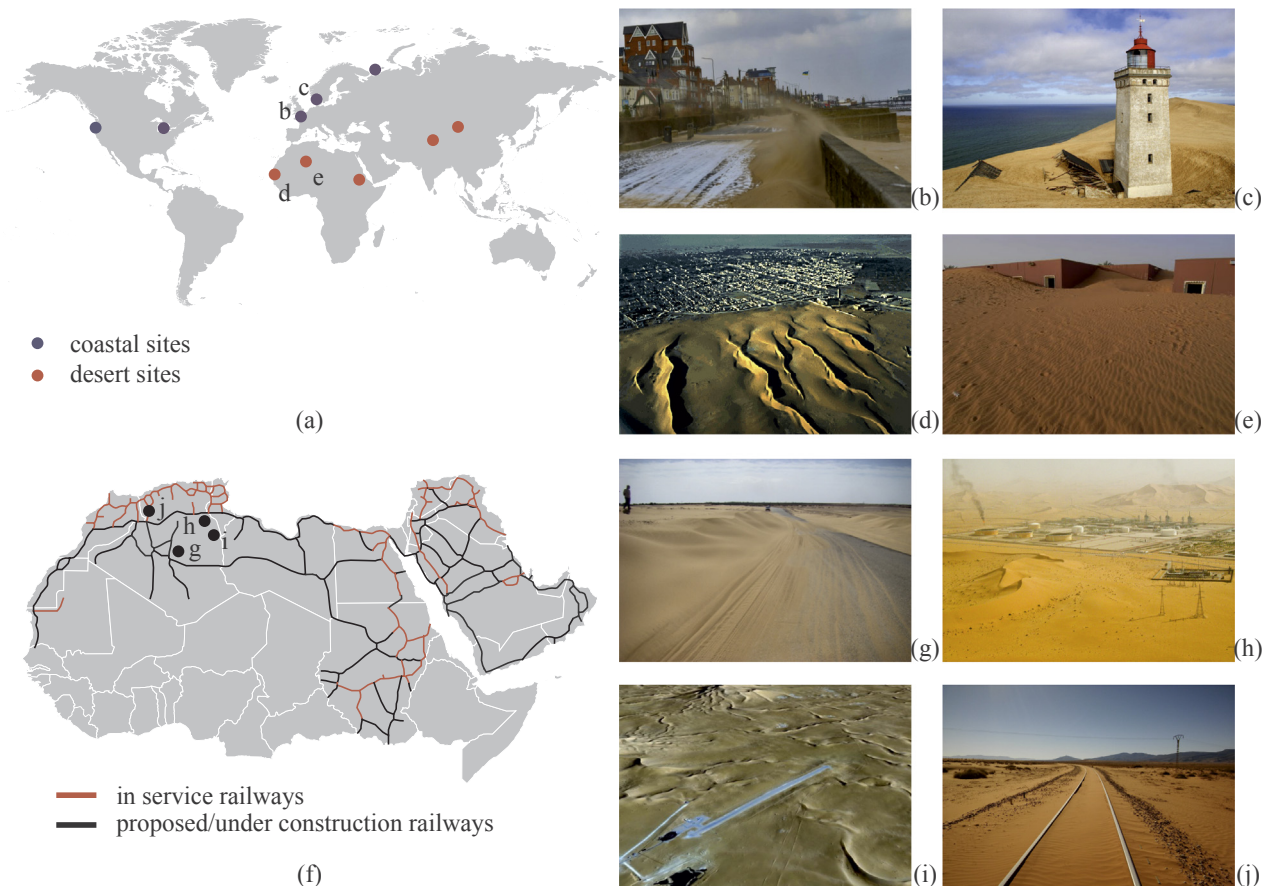 c
b
d
e
coastal sites
desert sites
(a)
(b)
(c)
(d)
(e)
j
h
i
g
in service railways
proposed/under construction railways
(f)
(g)
(h)
(i)
(j)